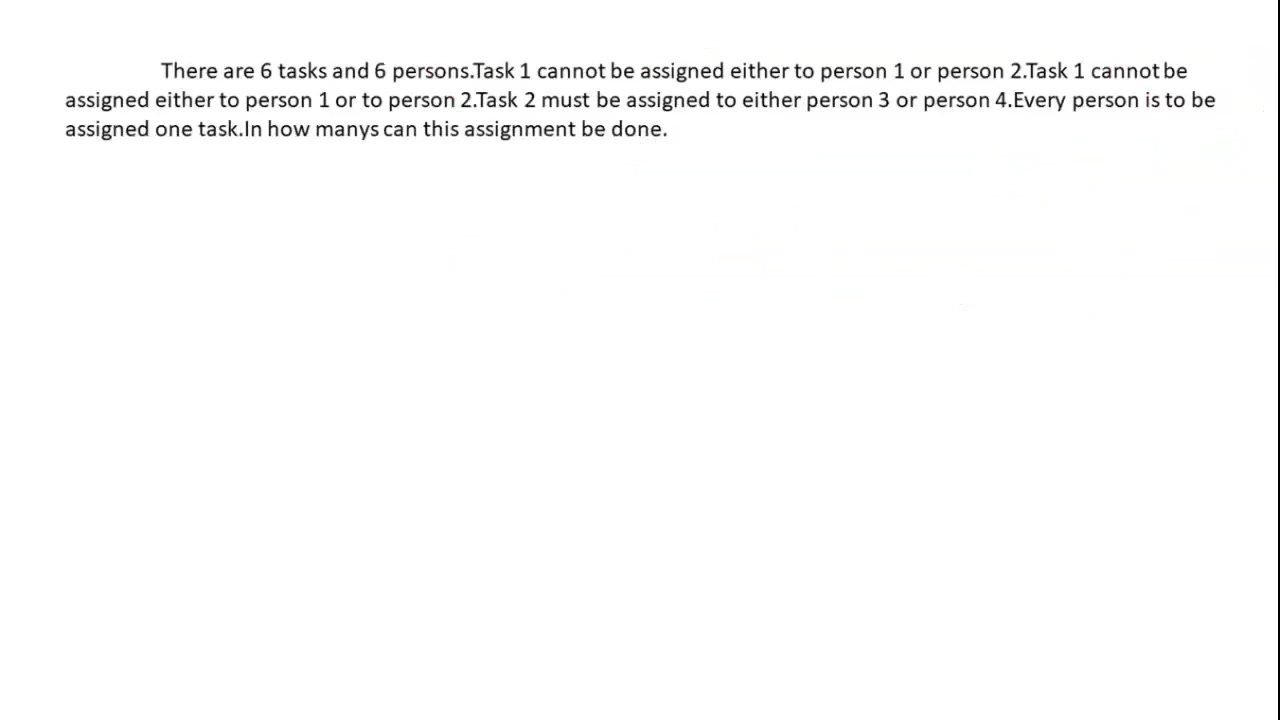 There are 6 tasks and 6 persons.Task 1 cannot be assigned either to person 1 or person 2.Task 1 cannot be
assigned either to person 1 or to person 2.Task 2 must be assigned to either person 3 or person 4.Every person is to be
assigned one task.In how manys can this assignment be done.